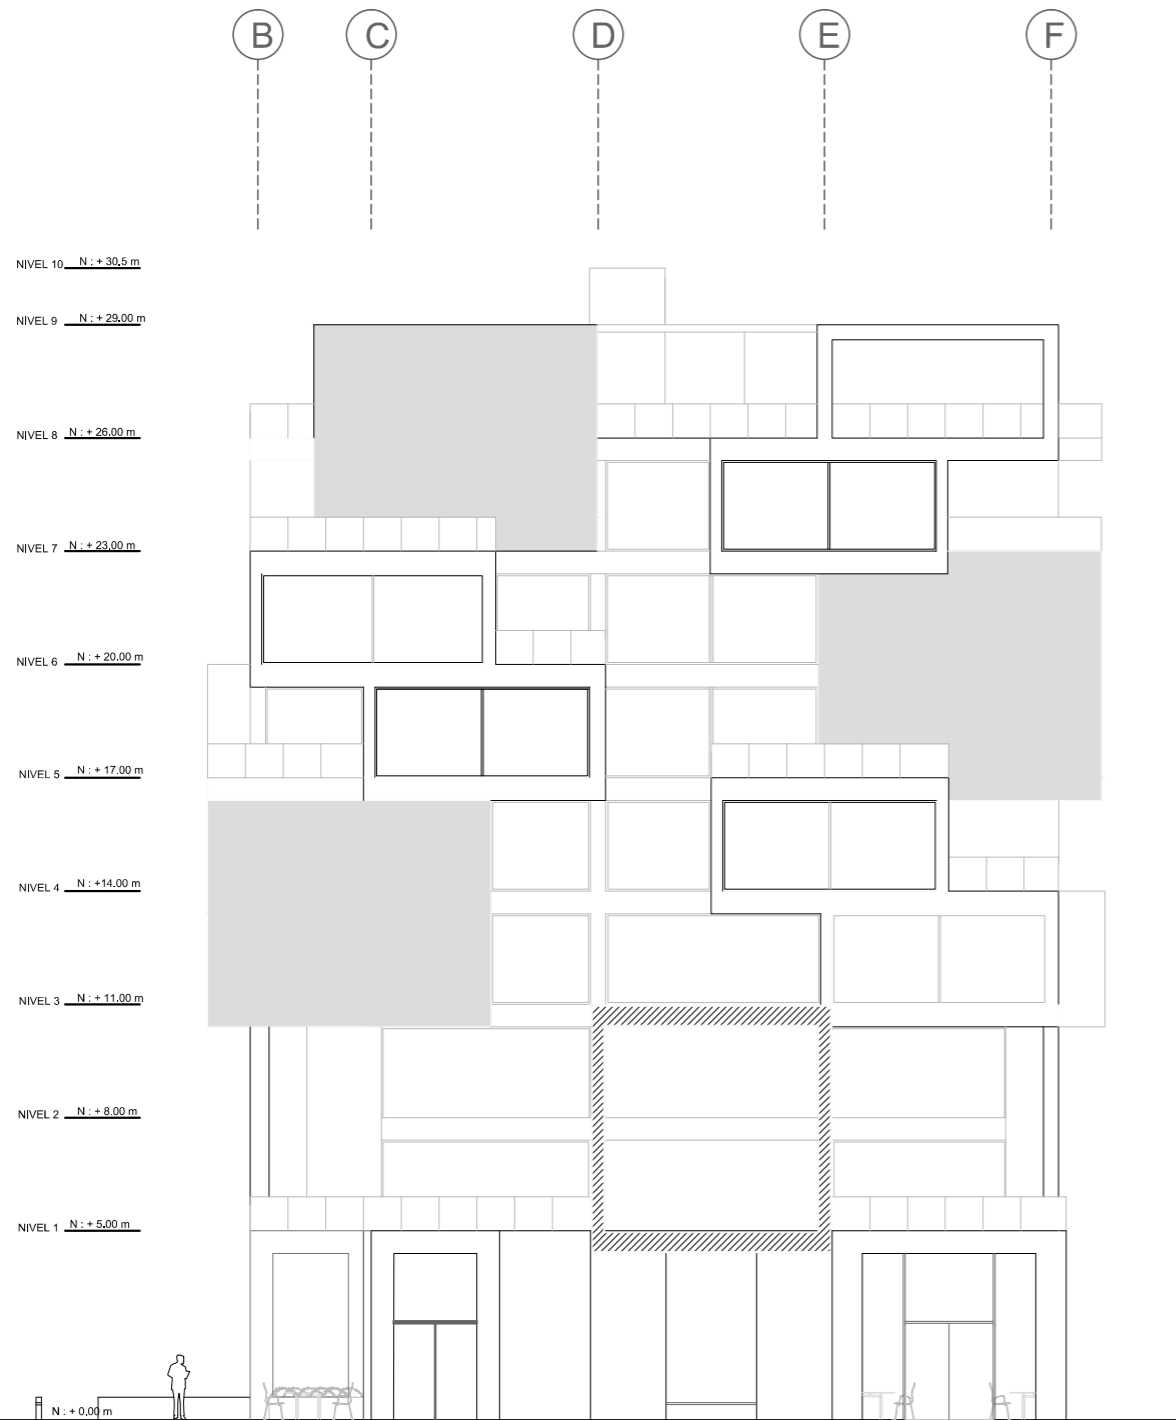 B C D E F
NIVEL 10 N : + 30.5 m
NIVEL 9 N : + 29.00 m
NIVEL 8 N : + 26.00 m
NIVEL 7 N : + 23.00 m
NIVEL 6 N : + 20.00 m
NIVEL 5 N : + 17.00 m
NIVEL 4 N : +14.00 m
NIVEL 3 N : + 11.00 m
NIVEL 2 N : + 8.00 m
NIVEL 1 N : + 5.00 m
N : + 0,00 m